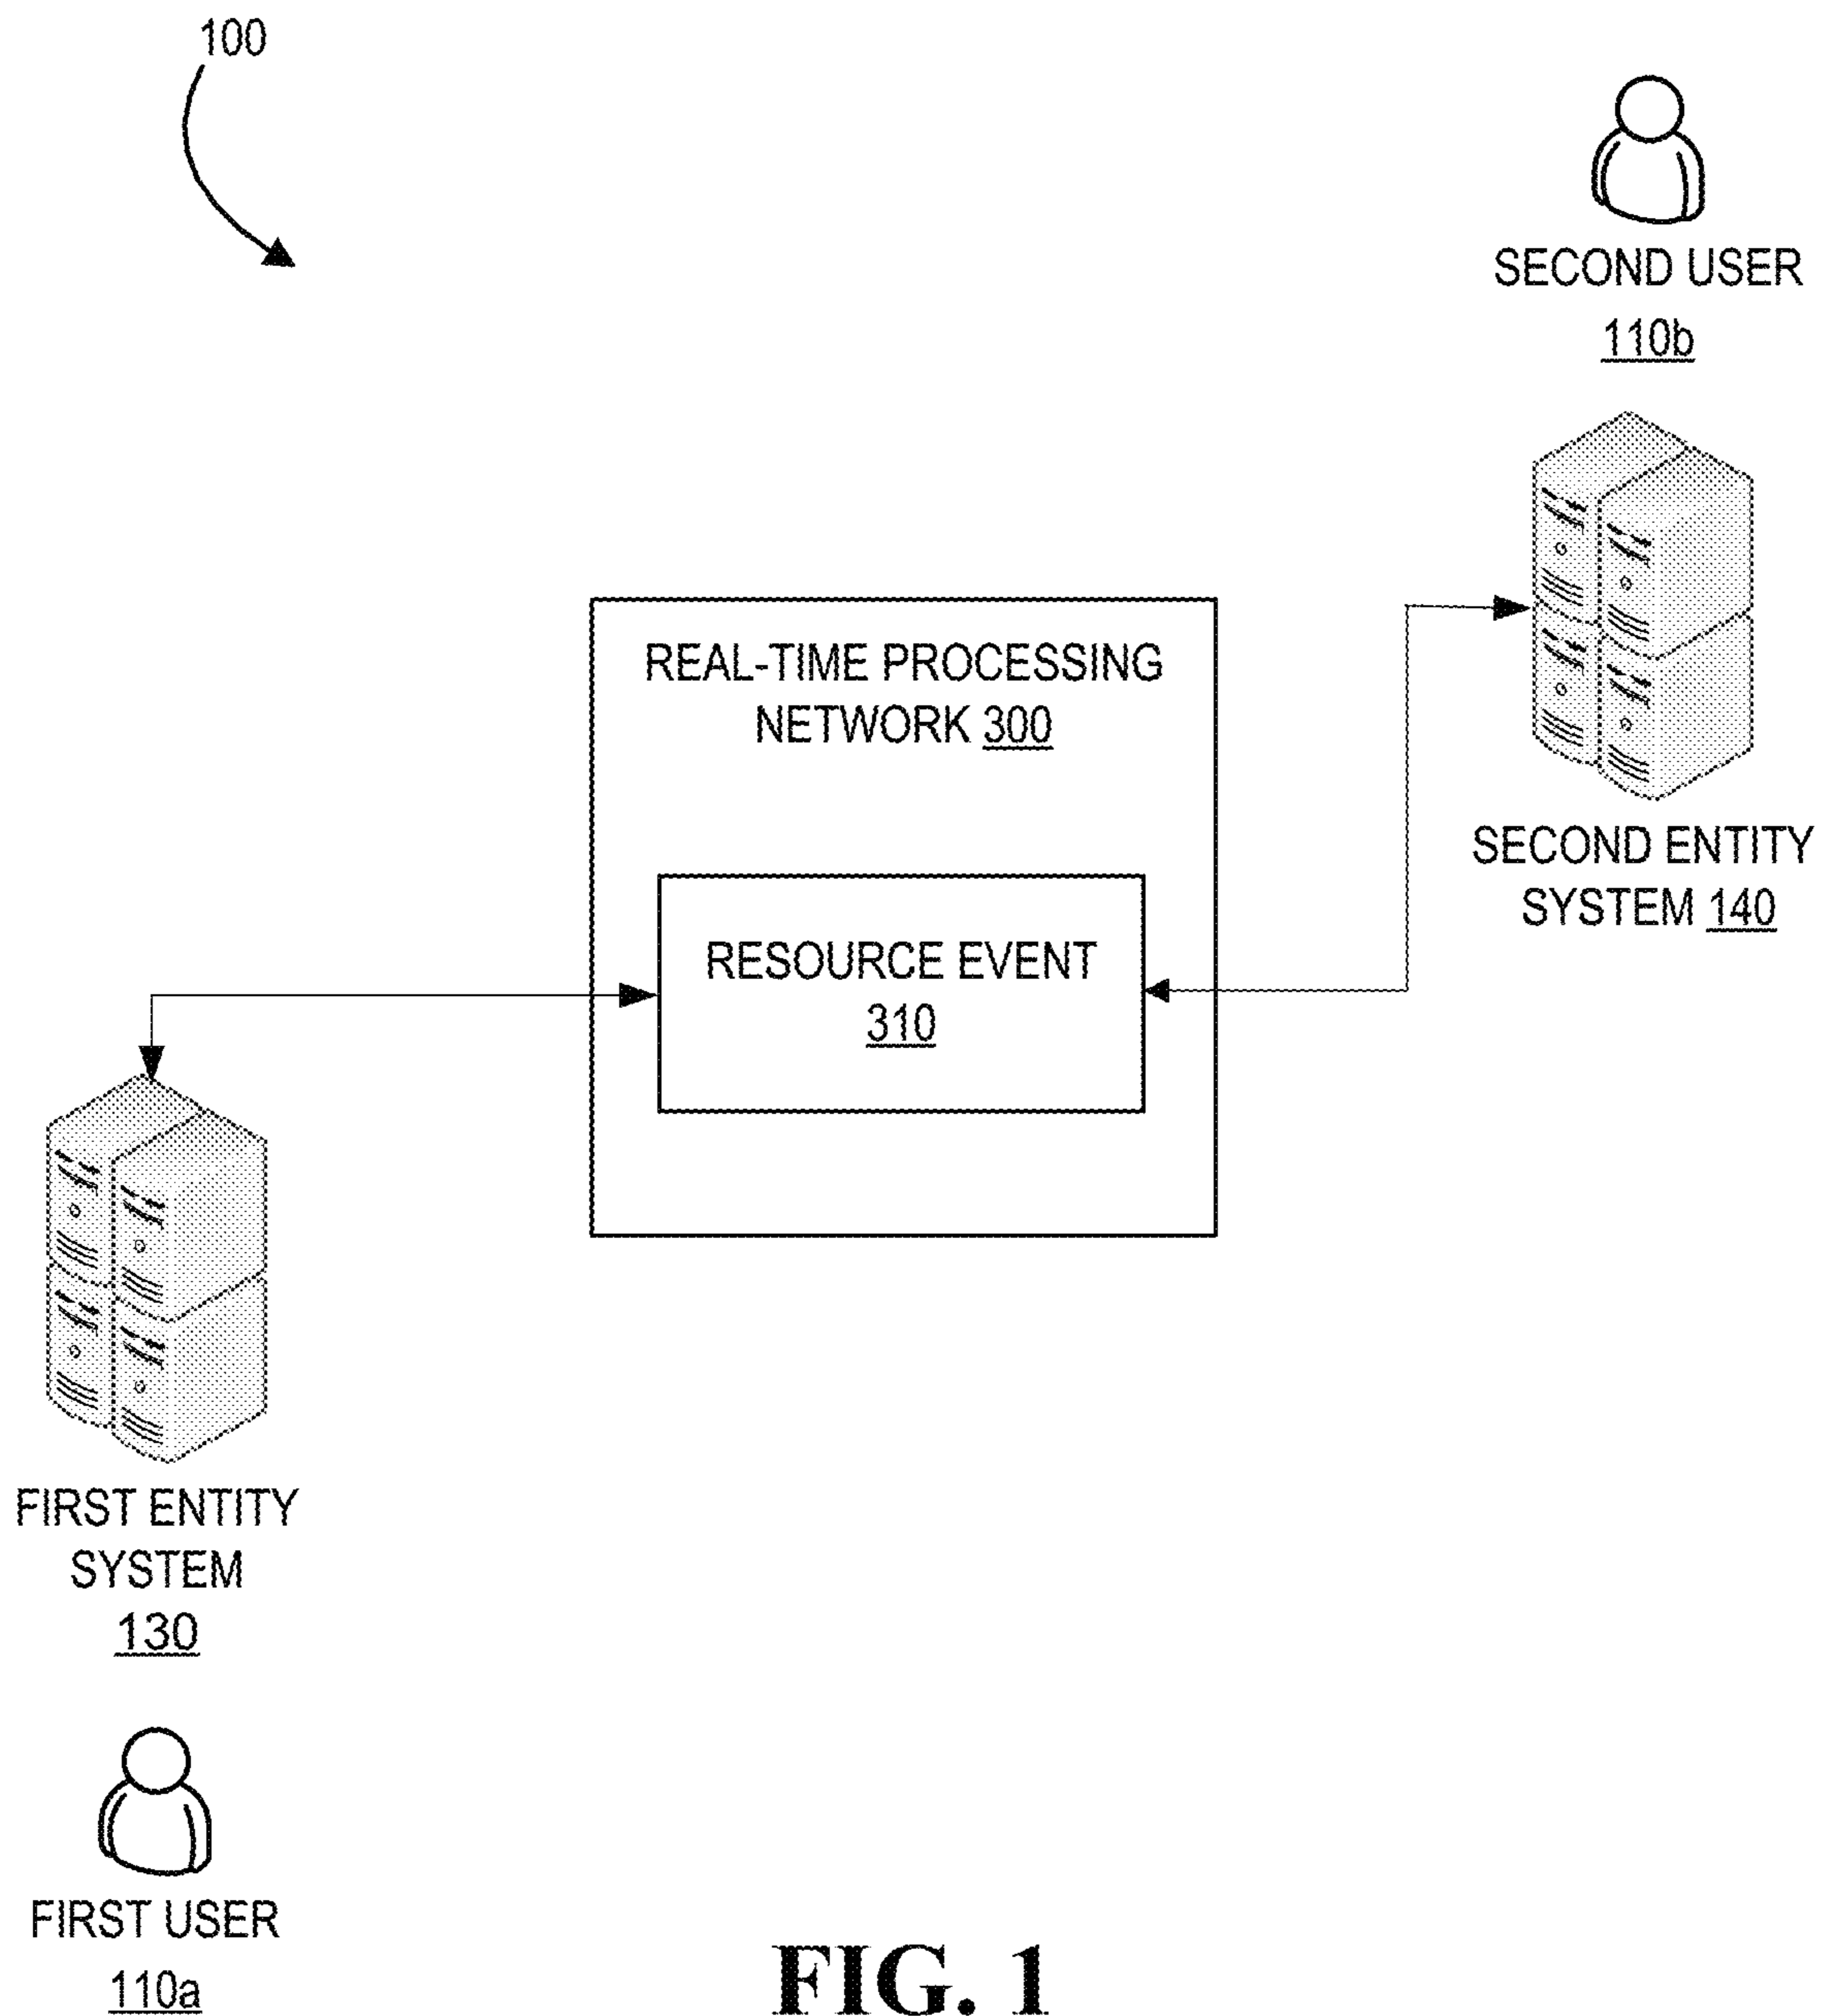 100
SECOND USER
110b
REAL-TIME PROCESSING
NETWORK 300
SECOND ENTITY
SYSTEM 140
RESOURCE EVENT
310
FIRST ENTITY
SYSTEM
130
FIRST USER
110a
FIG. 1